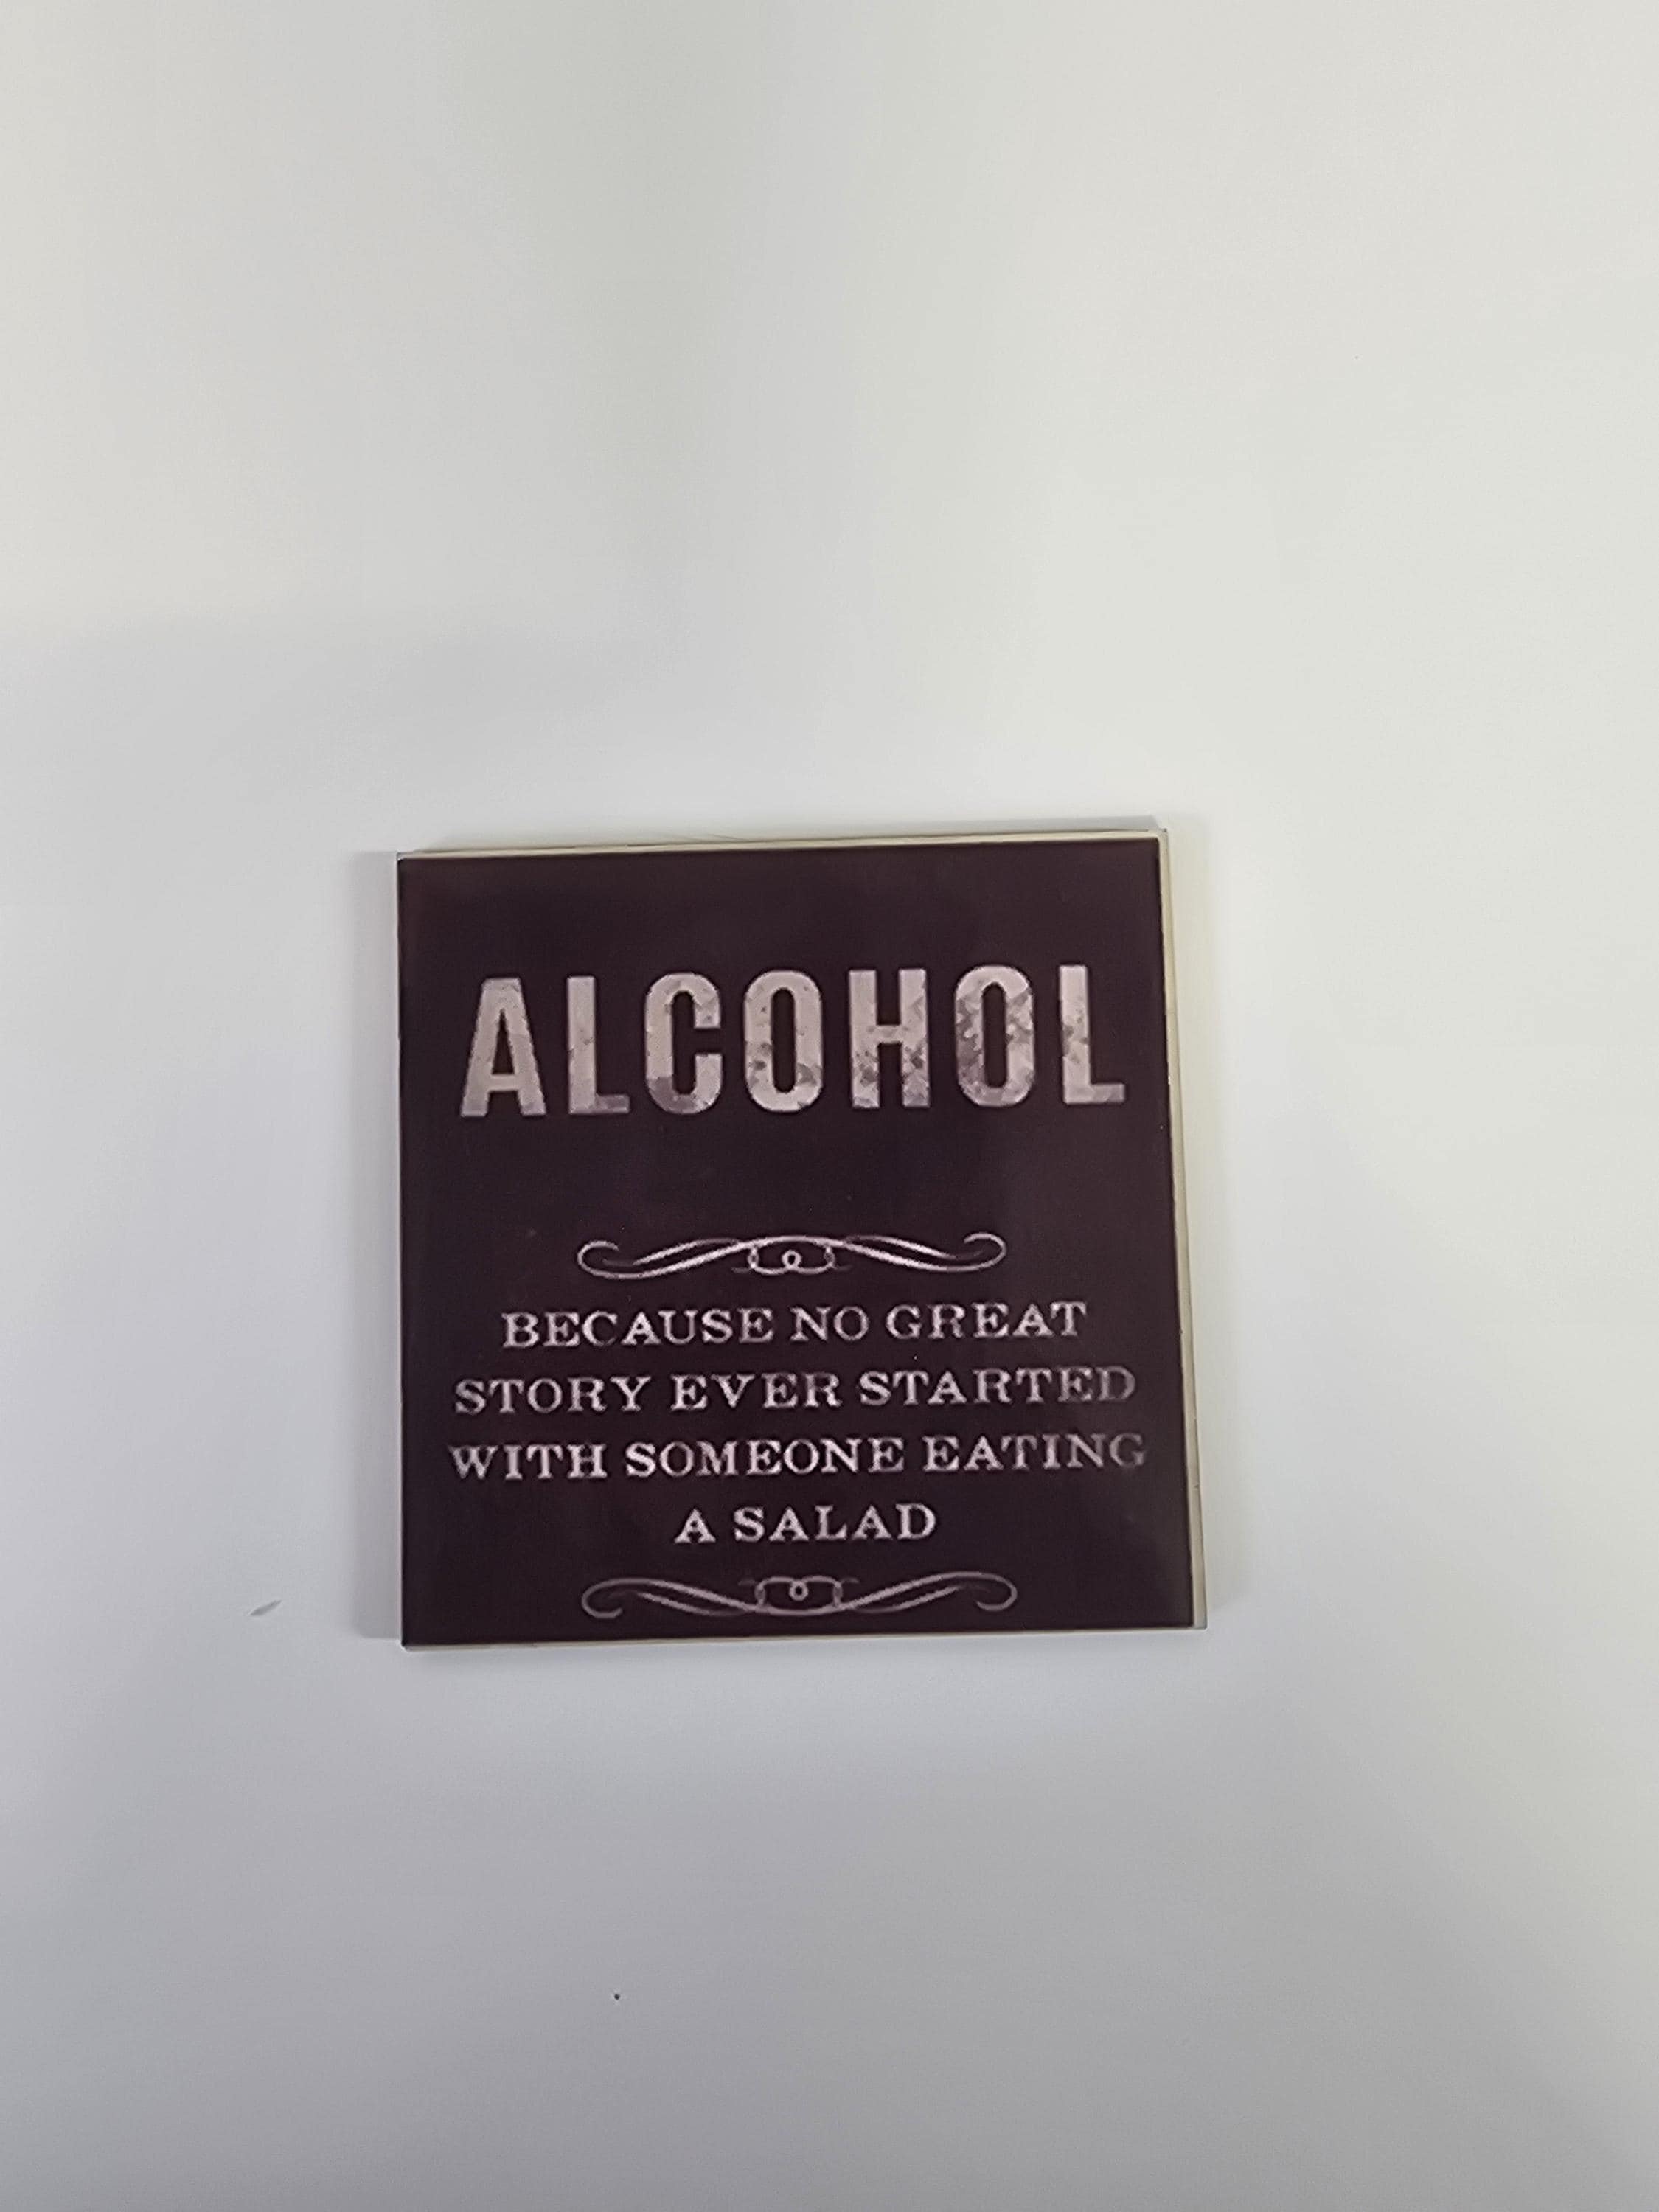 ALCOHOL
BECAUSE NO GREAT
STORY EVER STARTED
WITH SOMEONE EATING
A SALAD